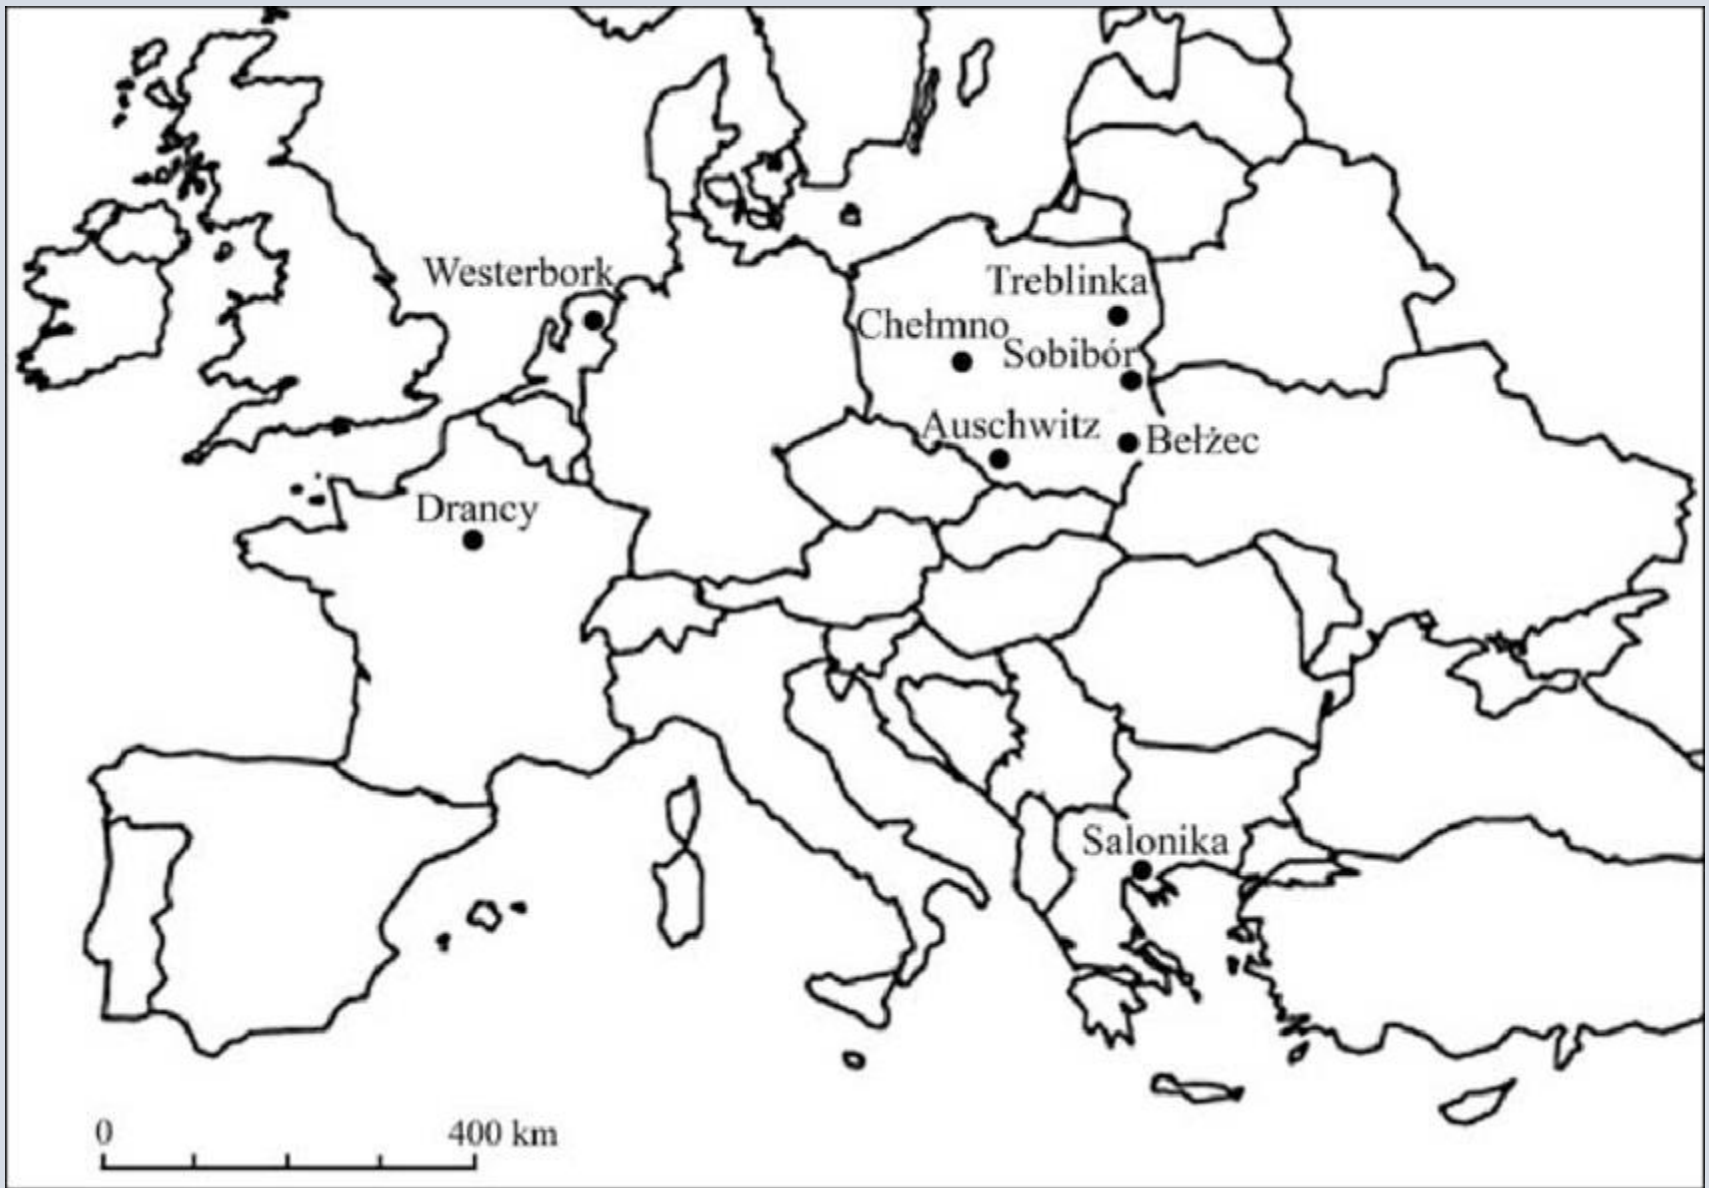 Westerbork
Treblinka
Chełmno
Sobibór
Auschwitz
Bełżec
Drancy
Salonika
0 400 km